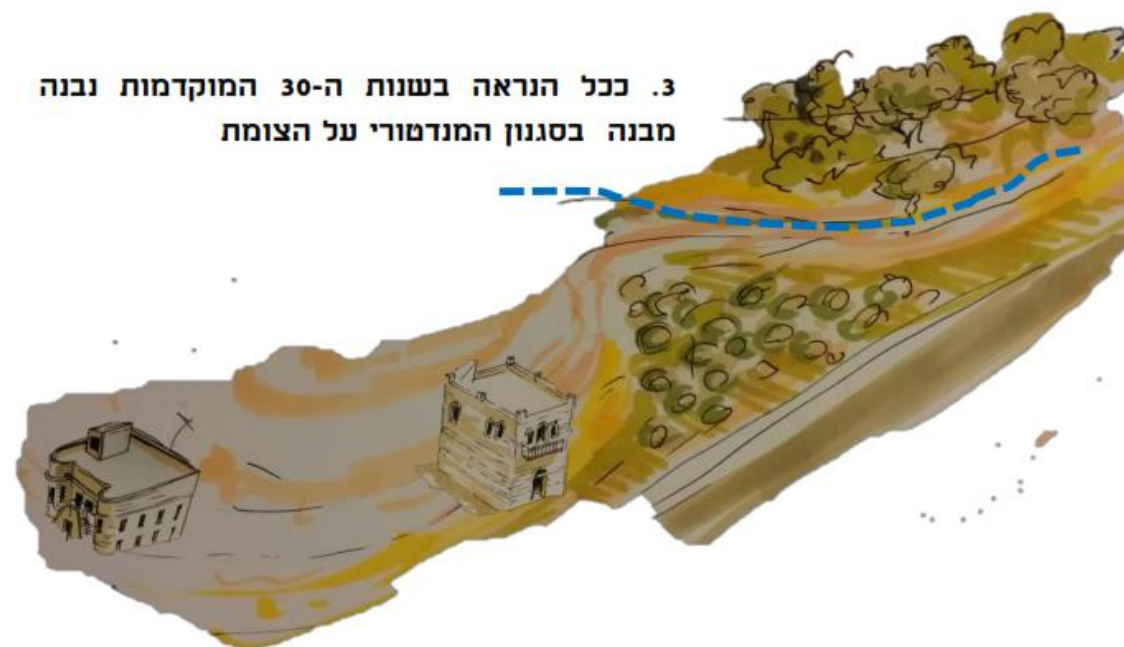 3. ככל הנראה בשנות ה-30 המוקדמות נבנה
מבנה בסגנון המנדטורי על הצומת